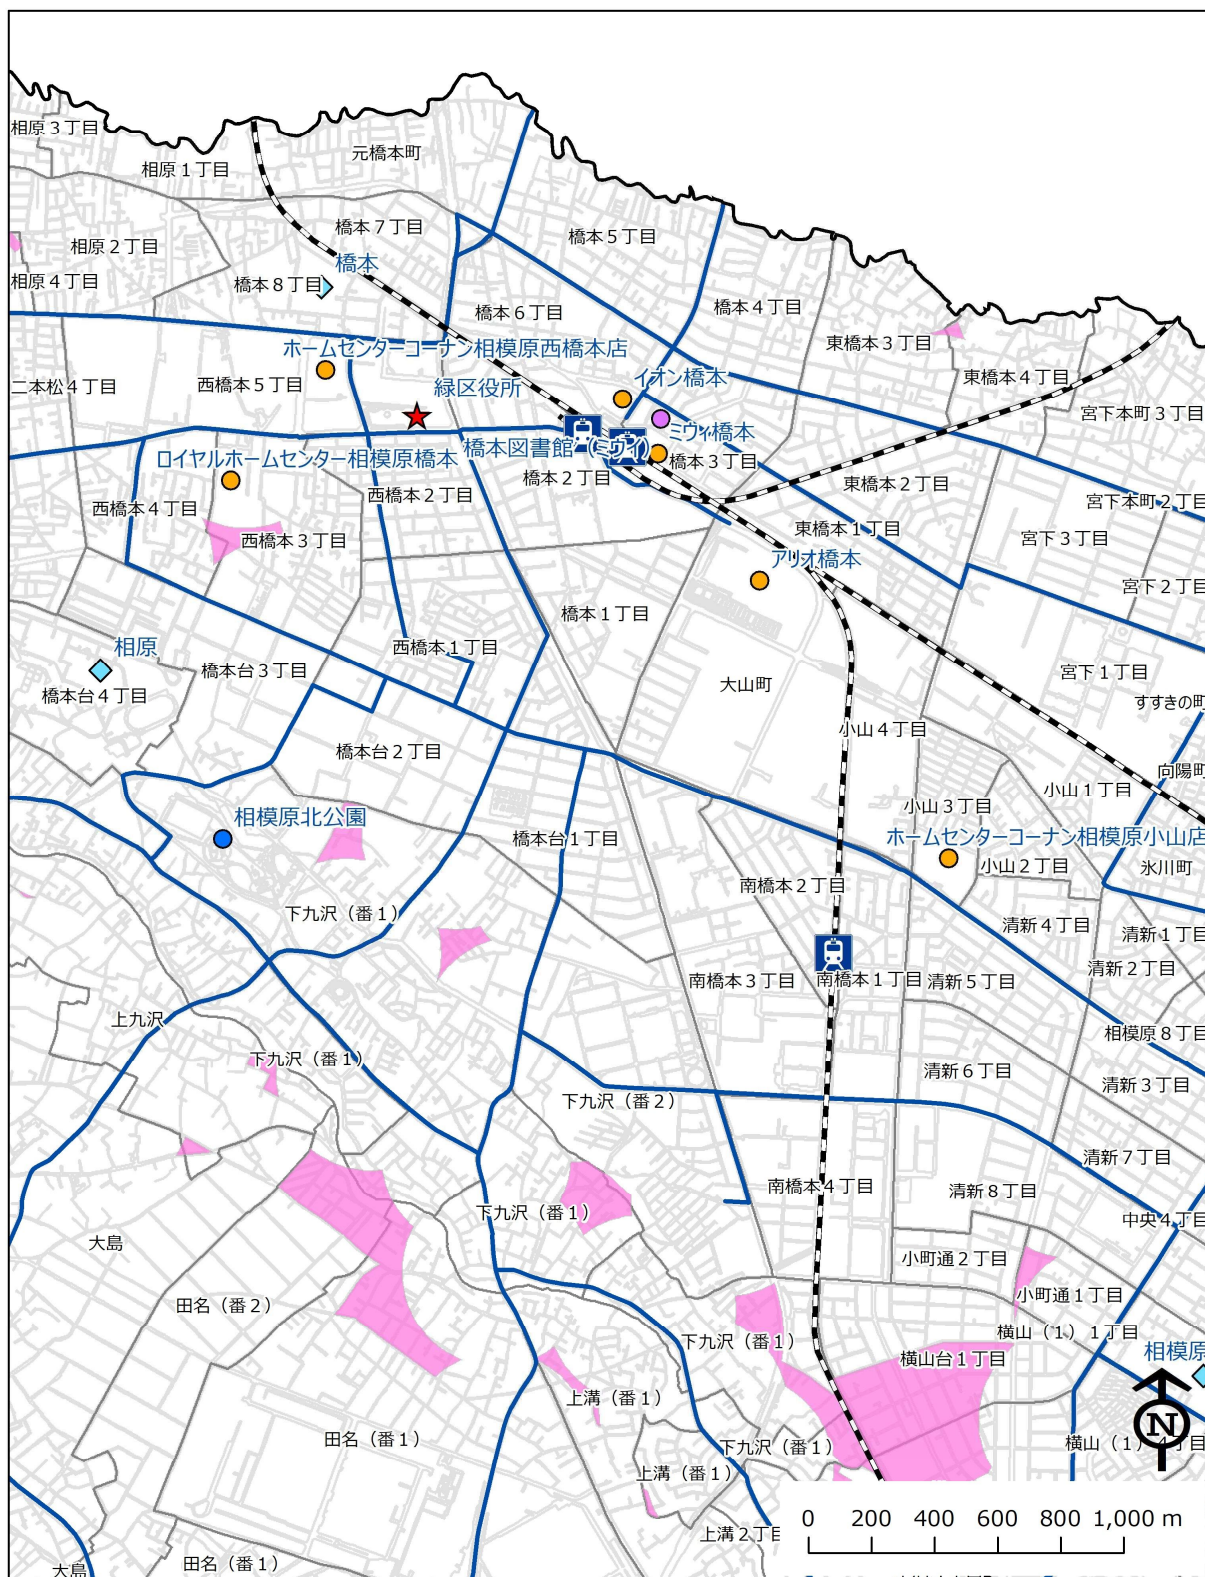 相原３丁目
相原１丁目
元橋本町
相原２丁目
橋本７丁目
橋本５丁目
橋本
相原４丁目
橋本８丁目
橋本６丁目
橋本４丁目
東橋本３丁目
ホームセンターコーナン相模原西橋本店
二本松４丁目
西橋本５丁目
緑区役所
イオン橋本
東橋本４丁目
宮下本町３丁目
ミウィ橋本
橋本図書館（ミウイ）
ロイヤルホームセンター相模原橋本
橋本３丁目
橋本２丁目
西橋本２丁目
東橋本２丁目
西橋本４丁目
宮下本町２丁目
東橋本１丁目
西橋本３丁目
宮下３丁目
アリオ橋本
宮下２丁目
橋本１丁目
相原
西橋本１丁目
橋本台３丁目
宮下１丁目
橋本台４丁目
大山町
すすきの町
小山４丁目
橋本台２丁目
向陽町
小山１丁目
小山３丁目
相模原北公園
橋本台１丁目
ホームセンターコーナン相模原小山店
小山２丁目
氷川町
南橋本２丁目
下九沢（番１）
清新４丁目
清新１丁目
清新２丁目
南橋本３丁目
南橋本１丁目
清新５丁目
上九沢
相模原８丁目
下九沢（番１）
清新６丁目
清新３丁目
下九沢（番２）
清新７丁目
南橋本４丁目
清新８丁目
下九沢（番１）
中央４丁目
大島
小町通２丁目
田名（番２）
小町通１丁目
下九沢（番１）
横山（１）１丁目
横山台１丁目
相模原
上溝（番１）
N
田名（番１）
下九沢（番１）
横山（１）４丁目
上溝（番１）
0 200 400 600 800 1,000 m
上溝２丁目
田名（番１）
大島